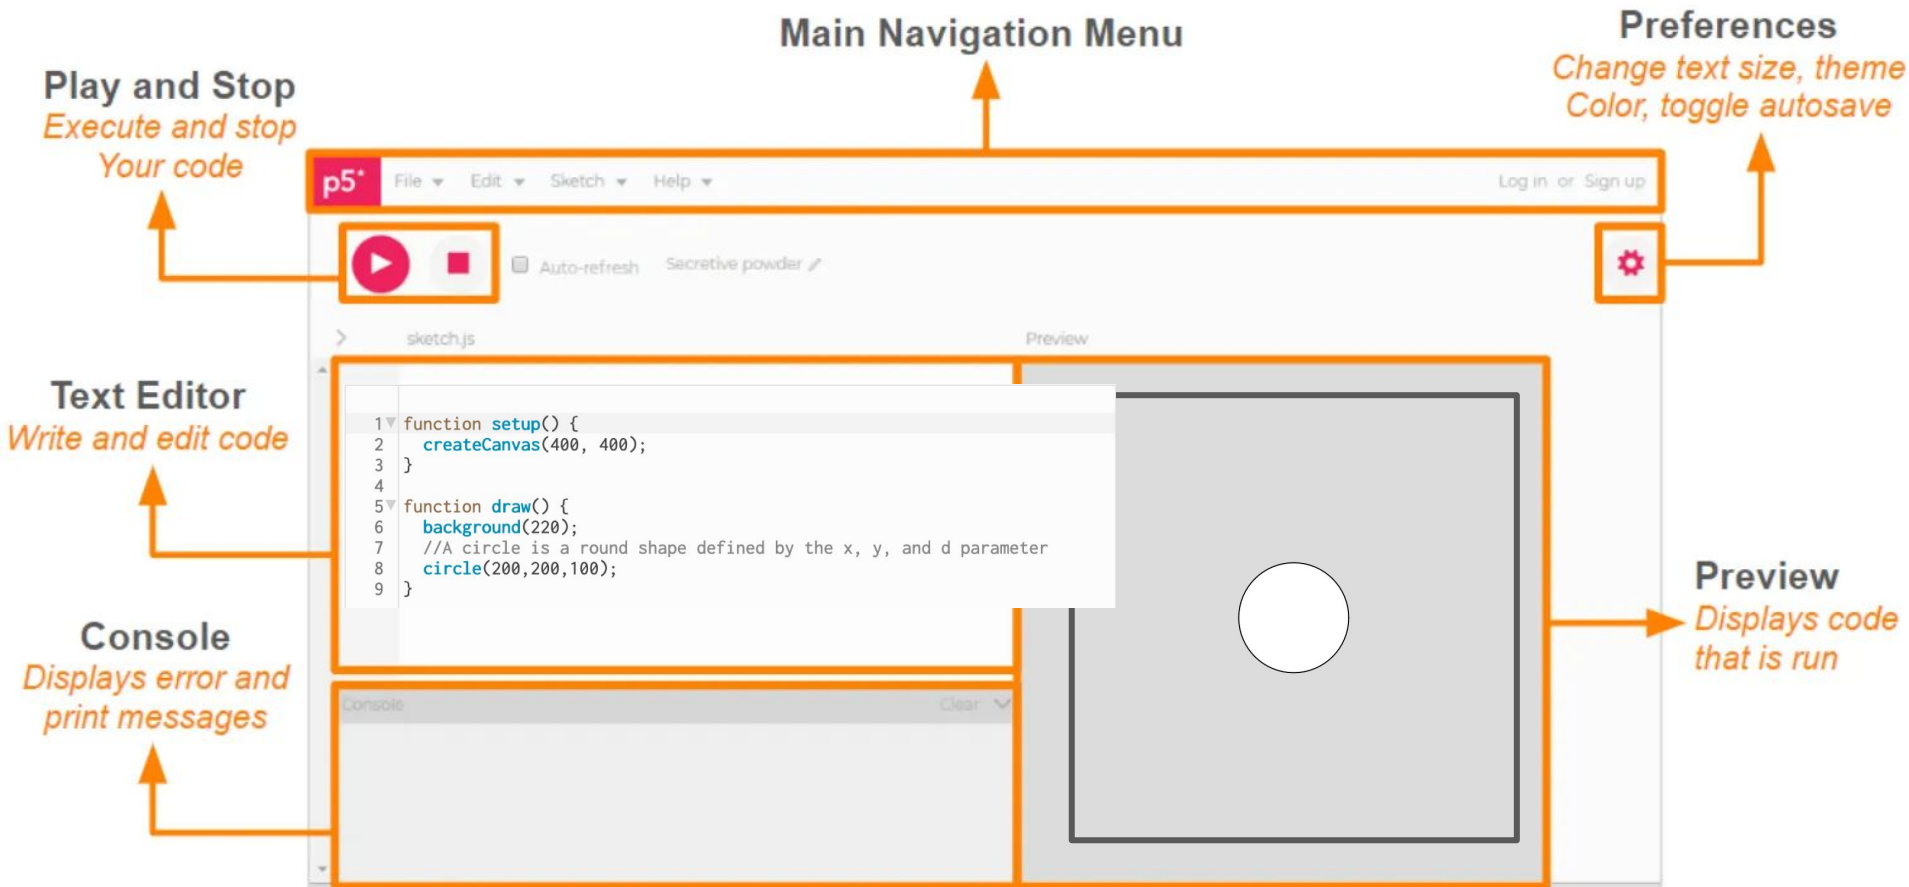 Main Navigation Menu
Preferences
Change text size, theme
Color, toggle autosave
Play and Stop
Execute and stop
Your code
p5* File Edit Sketch Help Log in or Sign up
Auto-refresh Secretive powder
sketch.js Preview
Text Editor
Write and edit code
1 function setup() {
2 createCanvas(400, 400);
3 }
4
5 function draw() {
6 background(220);
7 //A circle is a round shape defined by the x, y, and d parameter
8 circle(200,200,100);
9 }
Preview
Displays code
that is run
Console
Displays error and
print messages
Console Clear